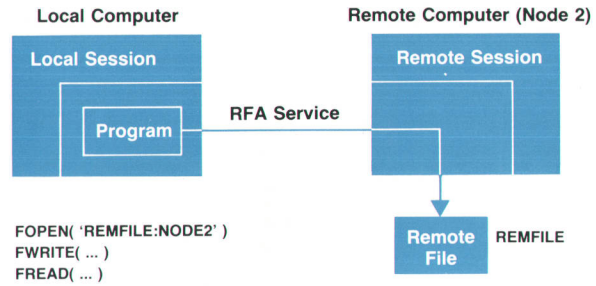 Local Computer
Remote Computer (Node 2)
Local Session
Remote Session
Program
RFA Service
FOPEN( ‘REMFILE:NODE2’ )
FWRITE( ... )
FREAD( ... )
Remote
File
REMFILE